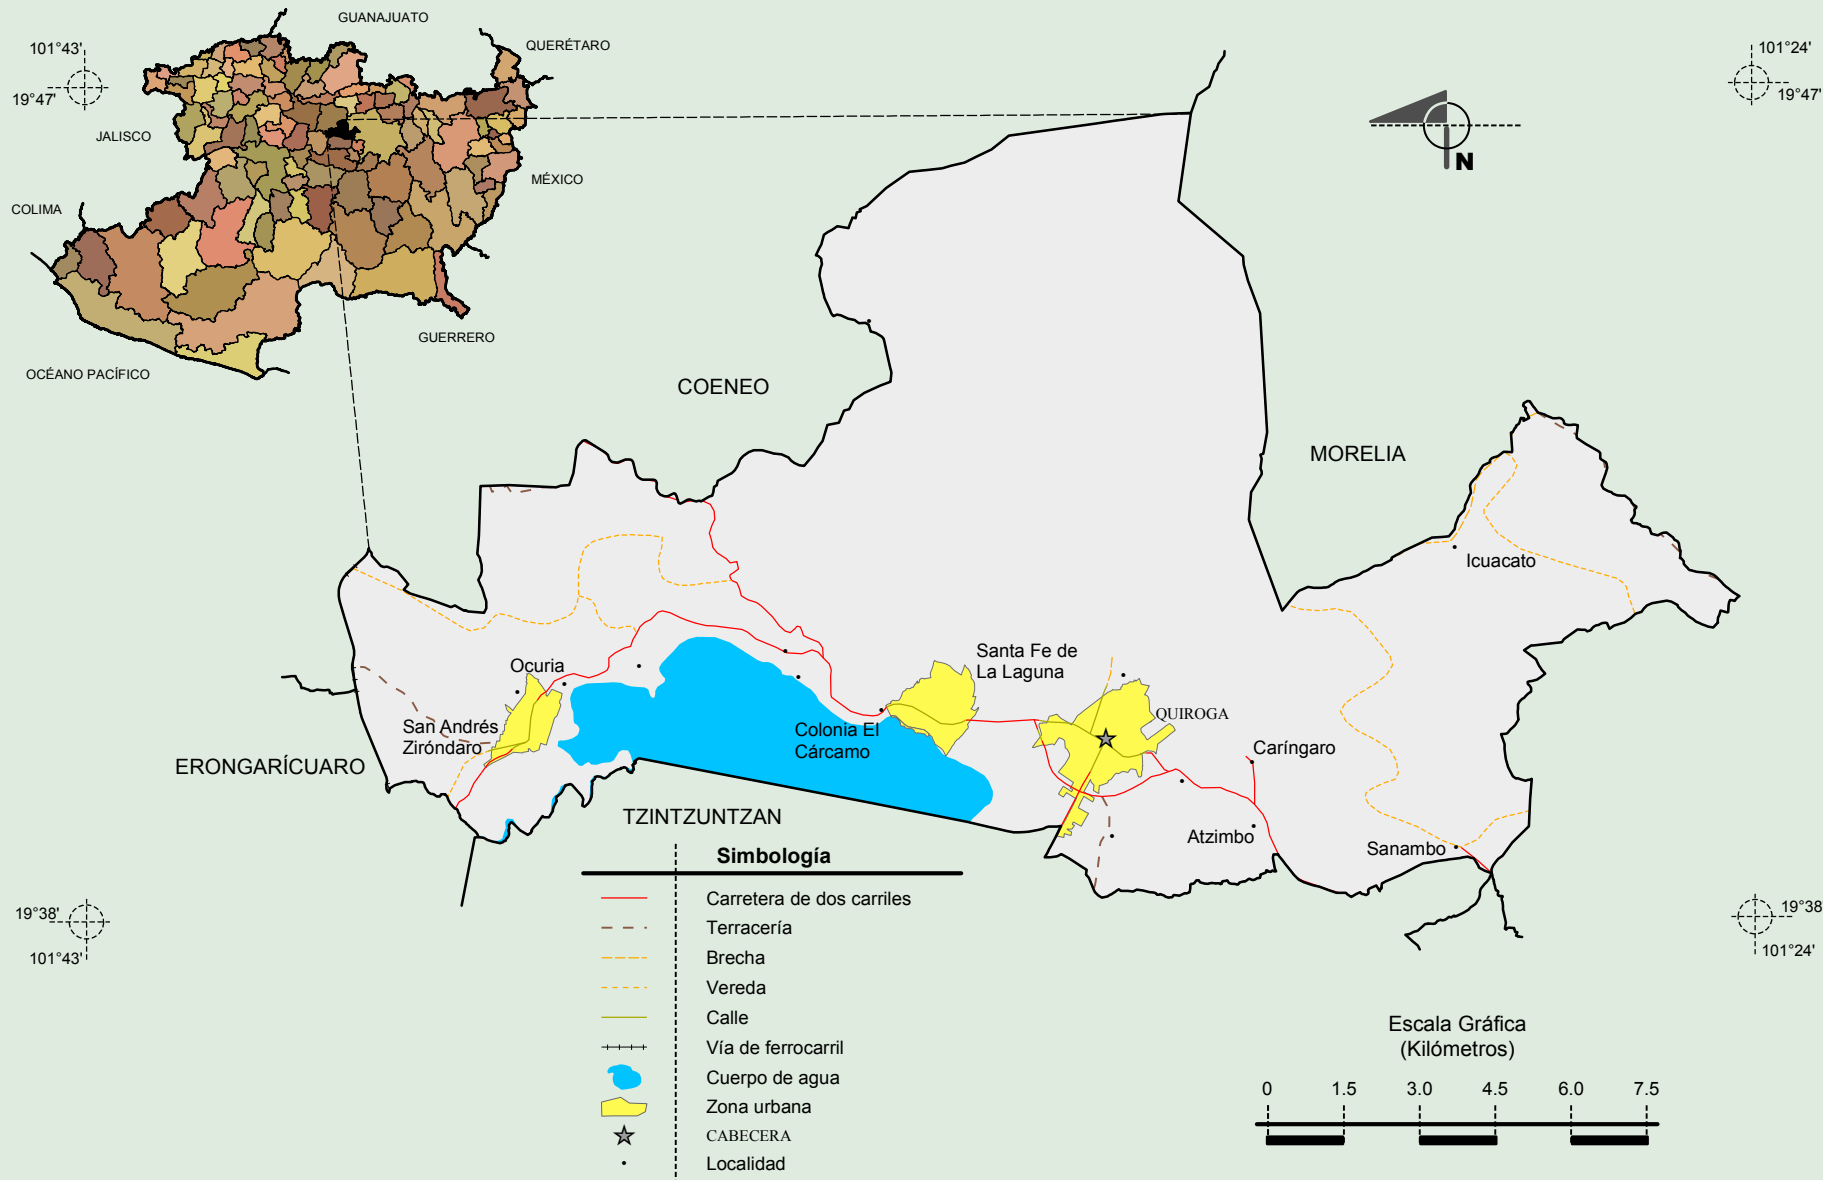 GUANAJUATO
QUERÉTARO
101°43'
19°47'
JALISCO
MÉXICO
COLIMA
GUERRERO
OCÉANO PACÍFICO
101°24'
19°47'
N
COENEO
MORELIA
Icuacato
Santa Fe de
La Laguna
Ocuria
San Andrés
Ziróndaro
Colonia El
Cárcamo
QUIROGA
Caríngaro
ERONGARÍCUARO
TZINTZUNTZAN
Atzimbo
Sanambo
Simbología
Carretera de dos carriles
Terracería
Brecha
Vereda
Calle
Vía de ferrocarril
Cuerpo de agua
Zona urbana
CABECERA
Localidad
19°38'
101°43'
19°38'
101°24'
Escala Gráfica
(Kilómetros)
0 1.5 3.0 4.5 6.0 7.5